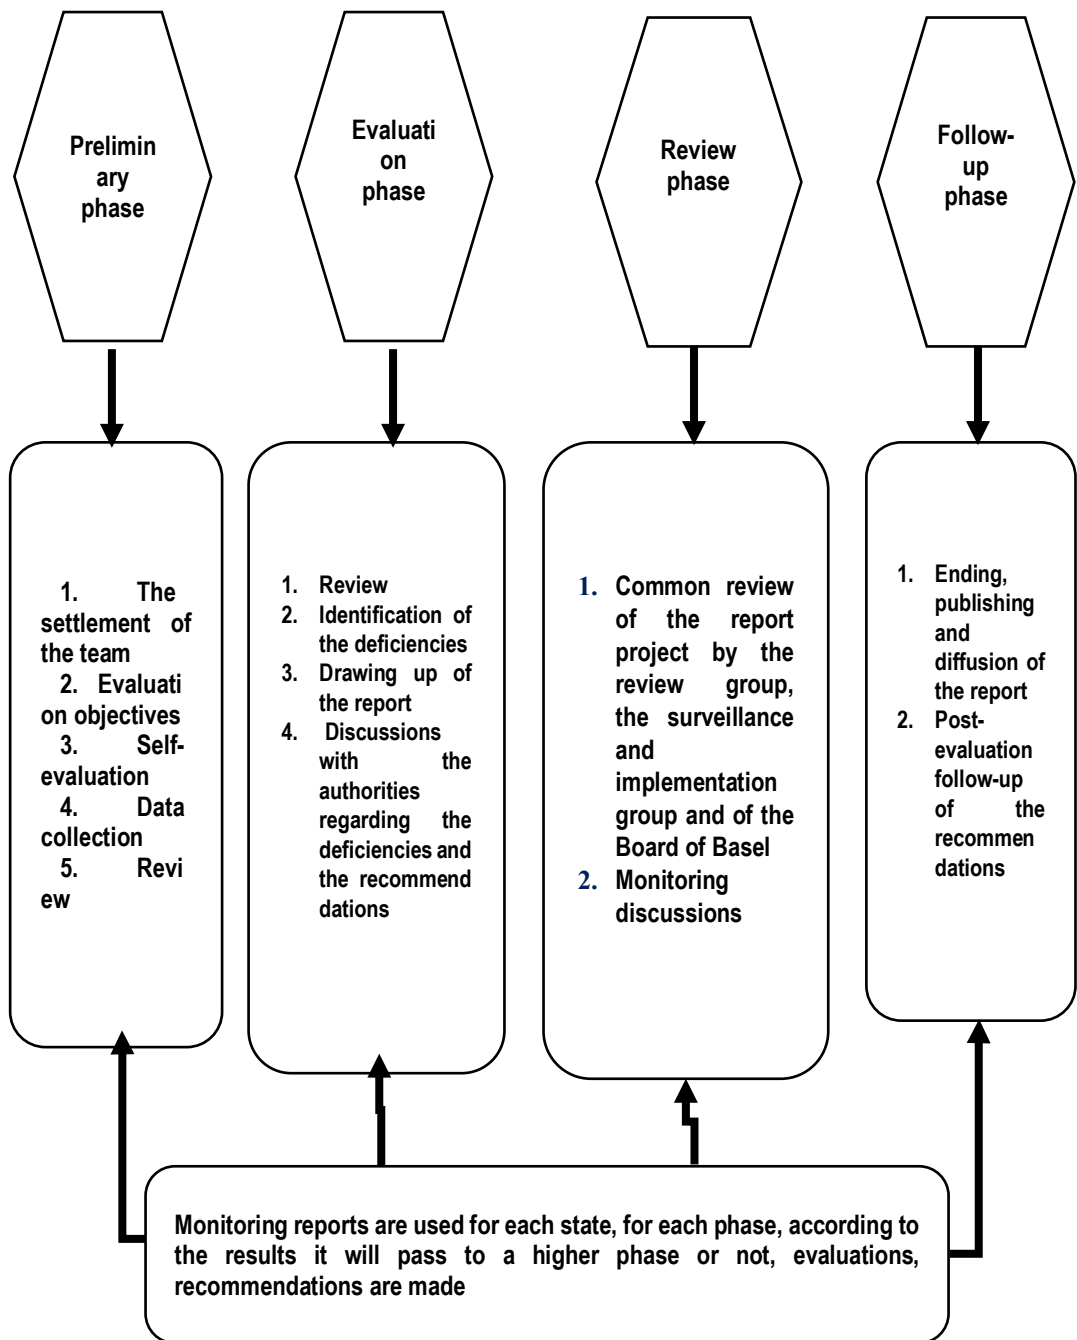 Prelimin
ary
phase
Evaluati
on
phase
Review
phase
Follow-
up
phase
1. The
settlement of
the team
2. Evaluati
on objectives
3. Self-
evaluation
4. Data
collection
5. Revi
ew
1. Review
2. Identification of
the deficiencies
3. Drawing up of
the report
4. Discussions
with the
authorities
regarding the
deficiencies and
the recommend
dations
1. Common review
of the report
project by the
review group,
the surveillance
and
implementation
group and of the
Board of Basel
2. Monitoring
discussions
1. Ending,
publishing
and
diffusion of
the report
2. Post-
evaluation
follow-up
of the
recommen
dations
Monitoring reports are used for each state, for each phase, according to
the results it will pass to a higher phase or not, evaluations,
recommendations are made